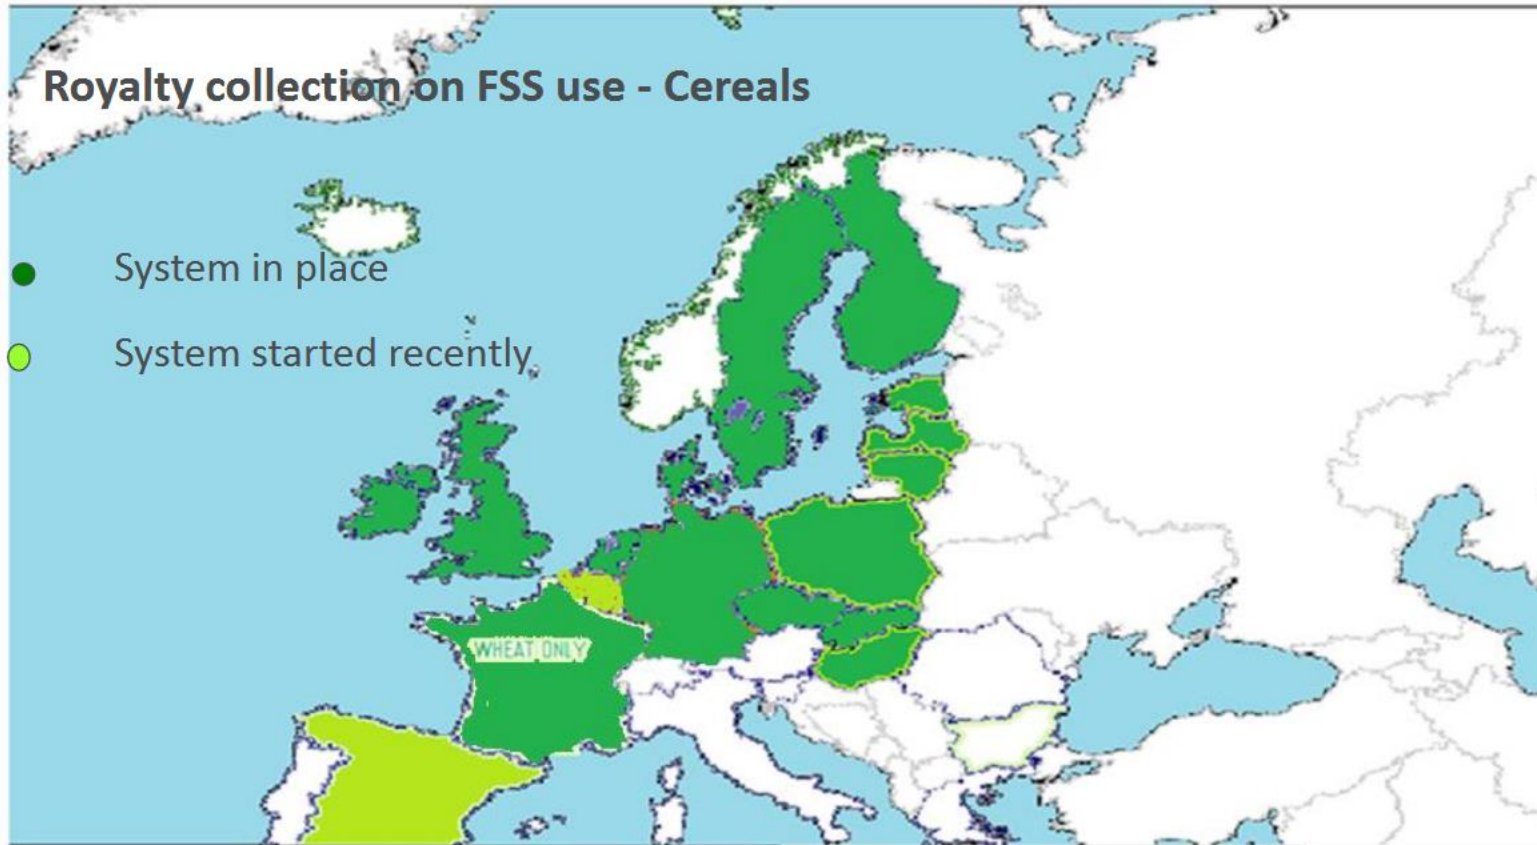 Royalty collection on FSS use - Cereals
System in place
System started recently
WHEAT ONLY